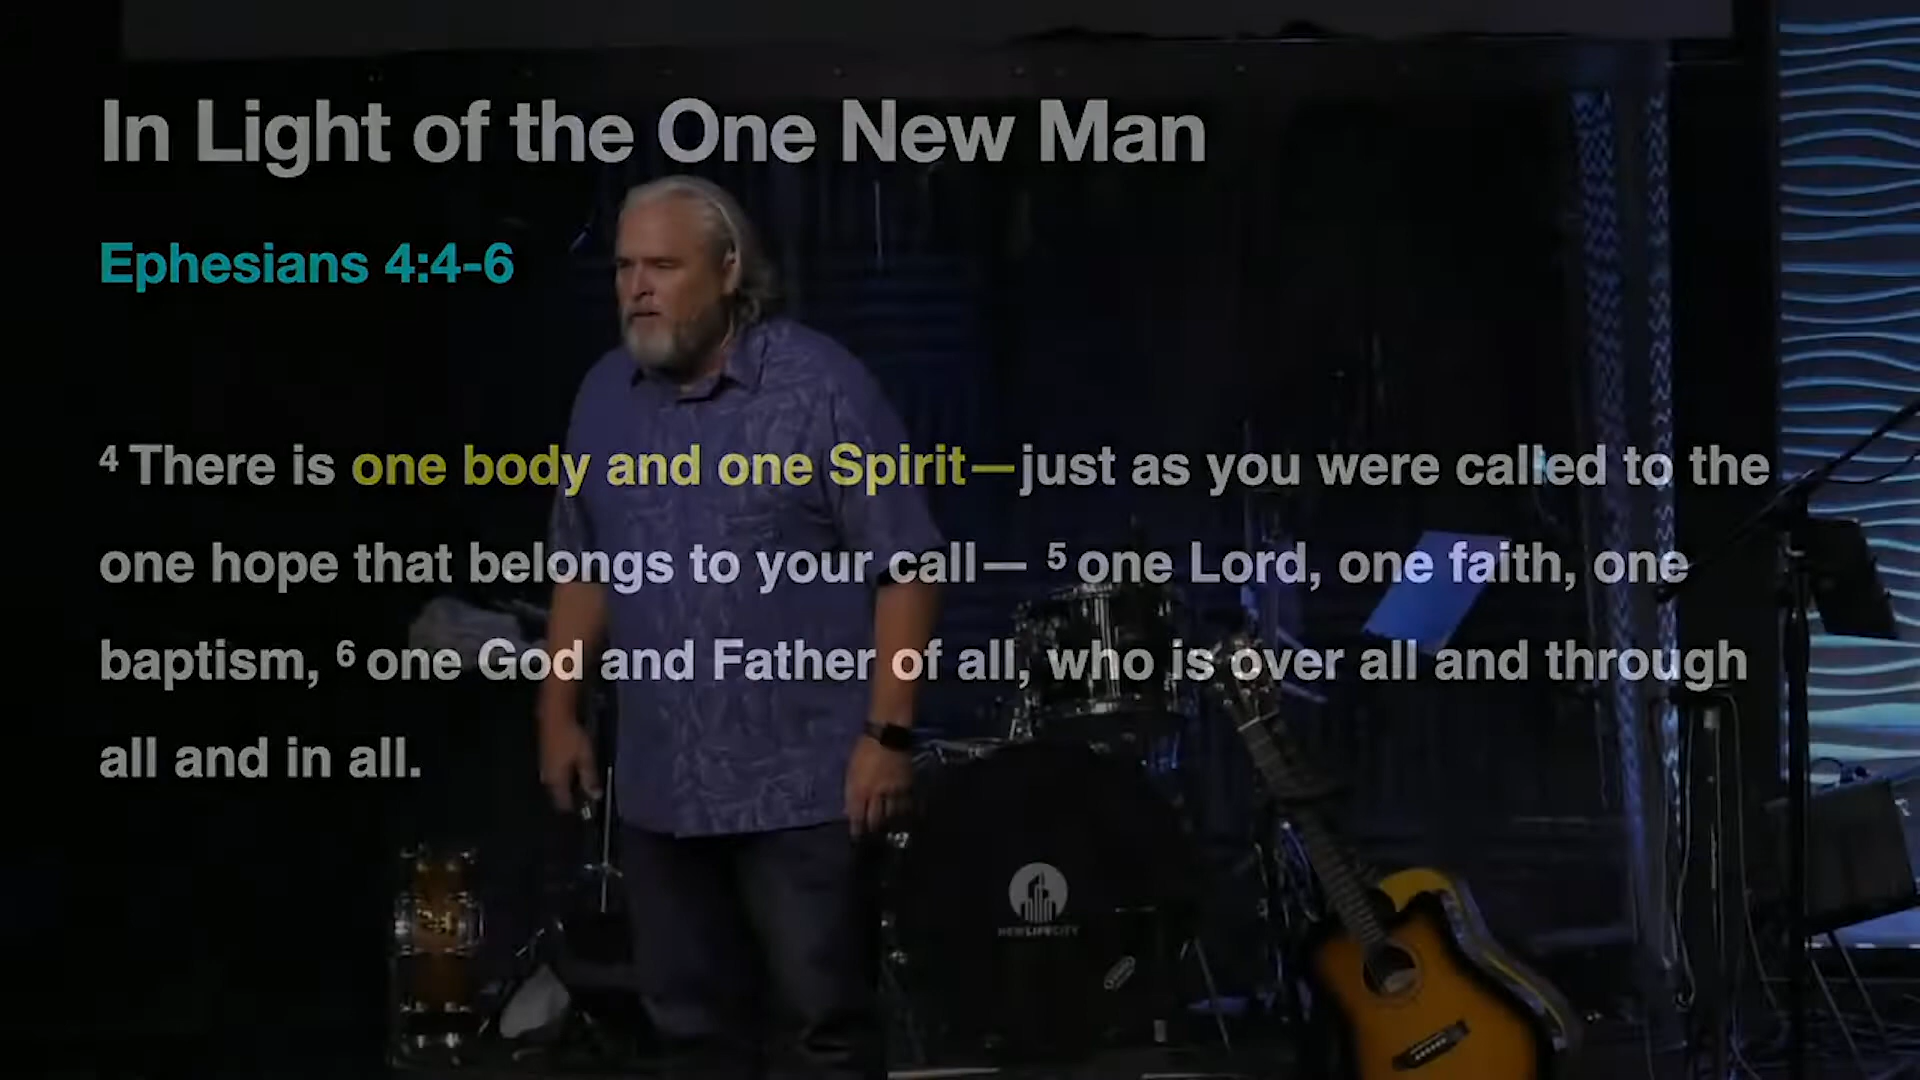 In Light of the One New Man
Ephesians 4:4-6
4 There is one body and one Spirit—just as you were called to the
one hope that belongs to your call— 5 one Lord, one faith, one
baptism, 6 one God and Father of all, who is over all and through
all and in all.
NEWLIFECITY